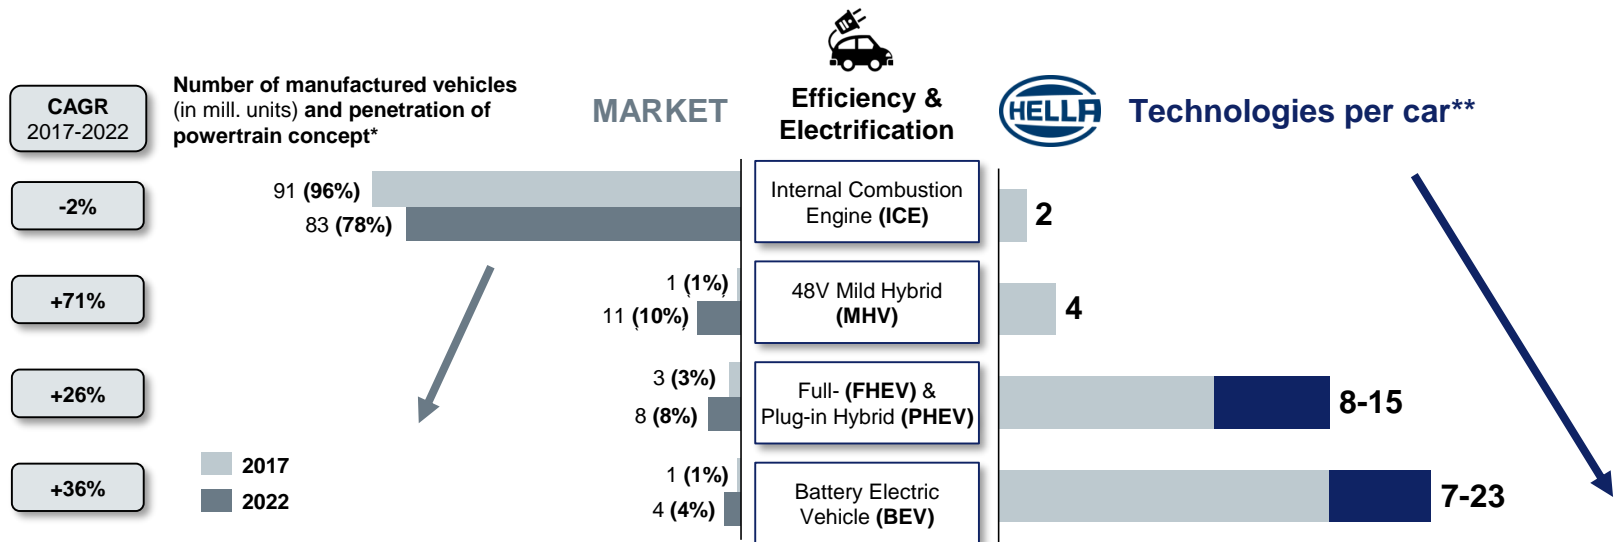 CAGR
2017-2022
Number of manufactured vehicles
(in mill. units) and penetration of
powertrain concept*
MARKET
Efficiency &
Electrification
HELLA
Technologies per car**
-2%
91 (96%)
83 (78%)
Internal Combustion
Engine (ICE)
2
+71%
1 (1%)
11 (10%)
48V Mild Hybrid
(MHV)
4
+26%
3 (3%)
8 (8%)
Full- (FHEV) &
Plug-in Hybrid (PHEV)
8-15
+36%
2017
2022
1 (1%)
4 (4%)
Battery Electric
Vehicle (BEV)
7-23